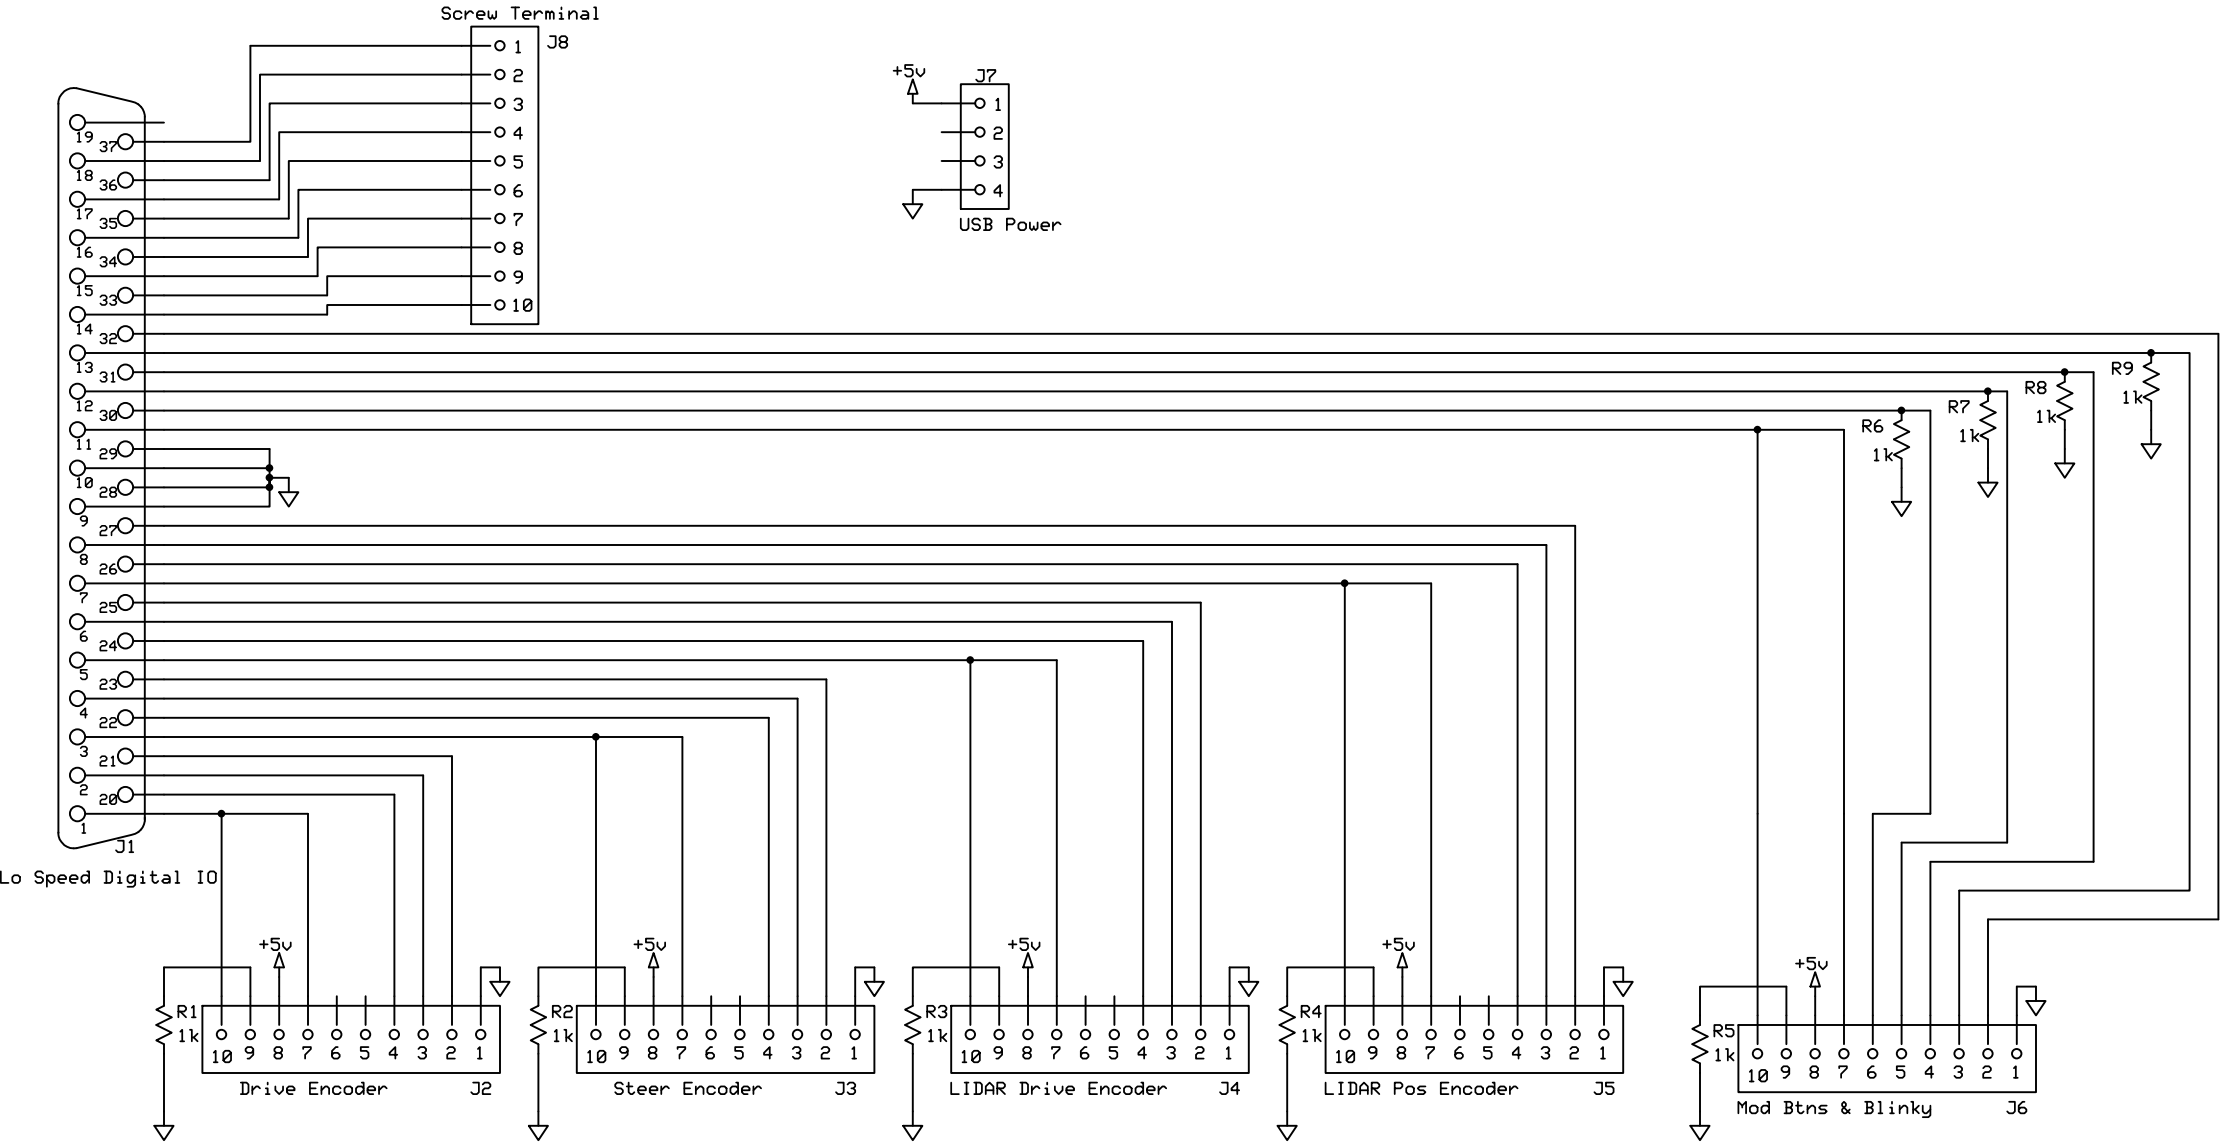 Screw Terminal
J8
1
2
3
4
5
6
7
8
9
10
+5v
J7
1
2
3
4
USB Power
19
37
18
36
17
35
16
34
15
33
14
32
13
31
12
30
11
29
10
28
9
27
8
26
7
25
6
24
5
23
4
22
3
21
2
20
1
J1
Lo Speed Digital IO
R9
1k
R8
1k
R7
1k
R6
1k
+5v
R1
1k
10 9 8 7 6 5 4 3 2 1
Drive Encoder J2
+5v
R2
1k
10 9 8 7 6 5 4 3 2 1
Steer Encoder J3
+5v
R3
1k
10 9 8 7 6 5 4 3 2 1
LIDAR Drive Encoder J4
+5v
R4
1k
10 9 8 7 6 5 4 3 2 1
LIDAR Pos Encoder J5
+5v
R5
1k
10 9 8 7 6 5 4 3 2 1
Mod Btns & Blinky J6